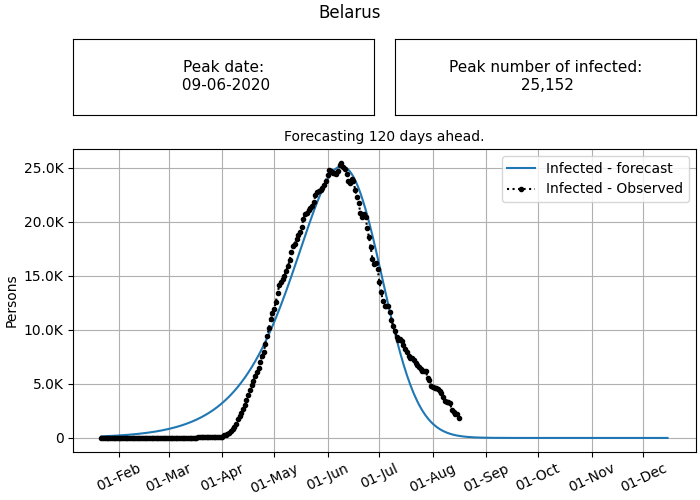 Belarus
Peak date:
09-06-2020
Peak number of infected:
25,152
Forecasting 120 days ahead.
Infected - forecast
Infected - Observed
Persons
25.0K
20.0K
15.0K
10.0K
5.0K
0
01-Feb
01-Mar
01-Apr
01-May
01-Jun
01-Jul
01-Aug
01-Sep
01-Oct
01-Nov
01-Dec